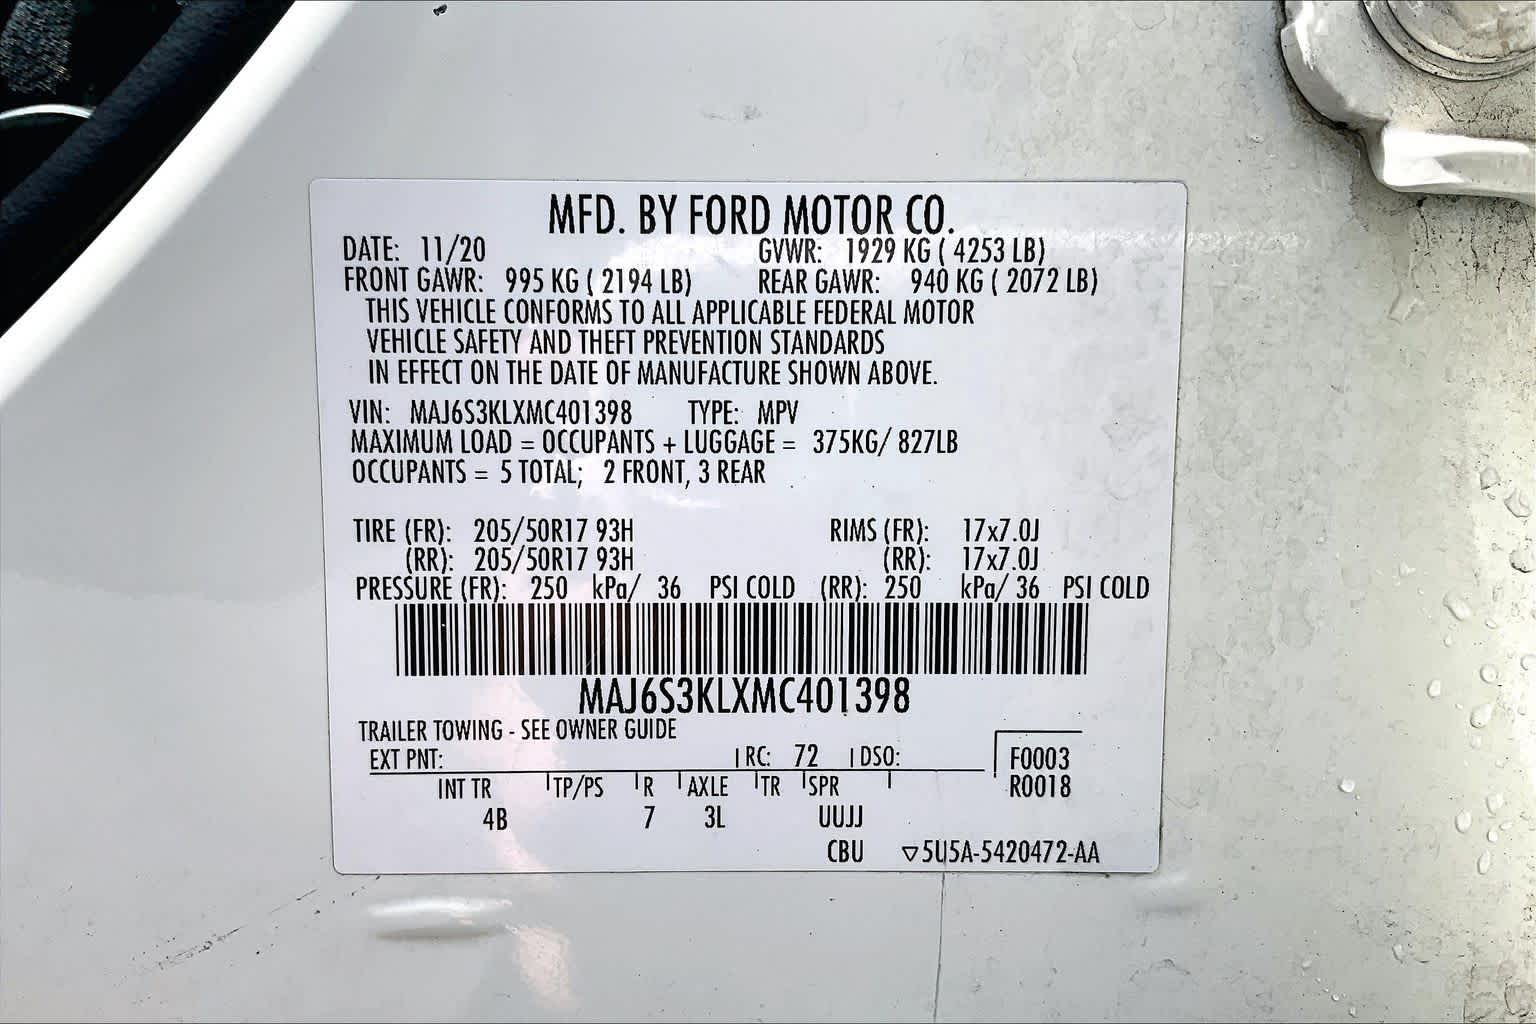 MFD. BY FORD MOTOR CO.
DATE: 11/20 GVWR: 1929 KG ( 4253 LB)
FRONT GAWR: 995 KG ( 2194 LB) REAR GAWR: 940 KG ( 2072 LB)
THIS VEHICLE CONFORMS TO ALL APPLICABLE FEDERAL MOTOR
VEHICLE SAFETY AND THEFT PREVENTION STANDARDS
IN EFFECT ON THE DATE OF MANUFACTURE SHOWN ABOVE.
VIN: MAJ6S3KLXMC401398 TYPE: MPV
MAXIMUM LOAD = OCCUPANTS + LUGGAGE = 375KG/ 827LB
OCCUPANTS = 5 TOTAL; 2 FRONT, 3 REAR
TIRE (FR): 205/50R17 93H RIMS (FR): 17x7.0J
(RR): 205/50R17 93H (RR): 17x7.0J
PRESSURE (FR): 250 kPa/ 36 PSI COLD (RR): 250 kPa/ 36 PSI COLD
MAJ6S3KLXMC401398
TRAILER TOWING - SEE OWNER GUIDE
EXT PNT: RC: 72 DSO: F0003
INT TR TP/PS R AXLE TR SPR R0018
4B 7 3L UUJJ
CBU ▽5U5A-5420472-AA